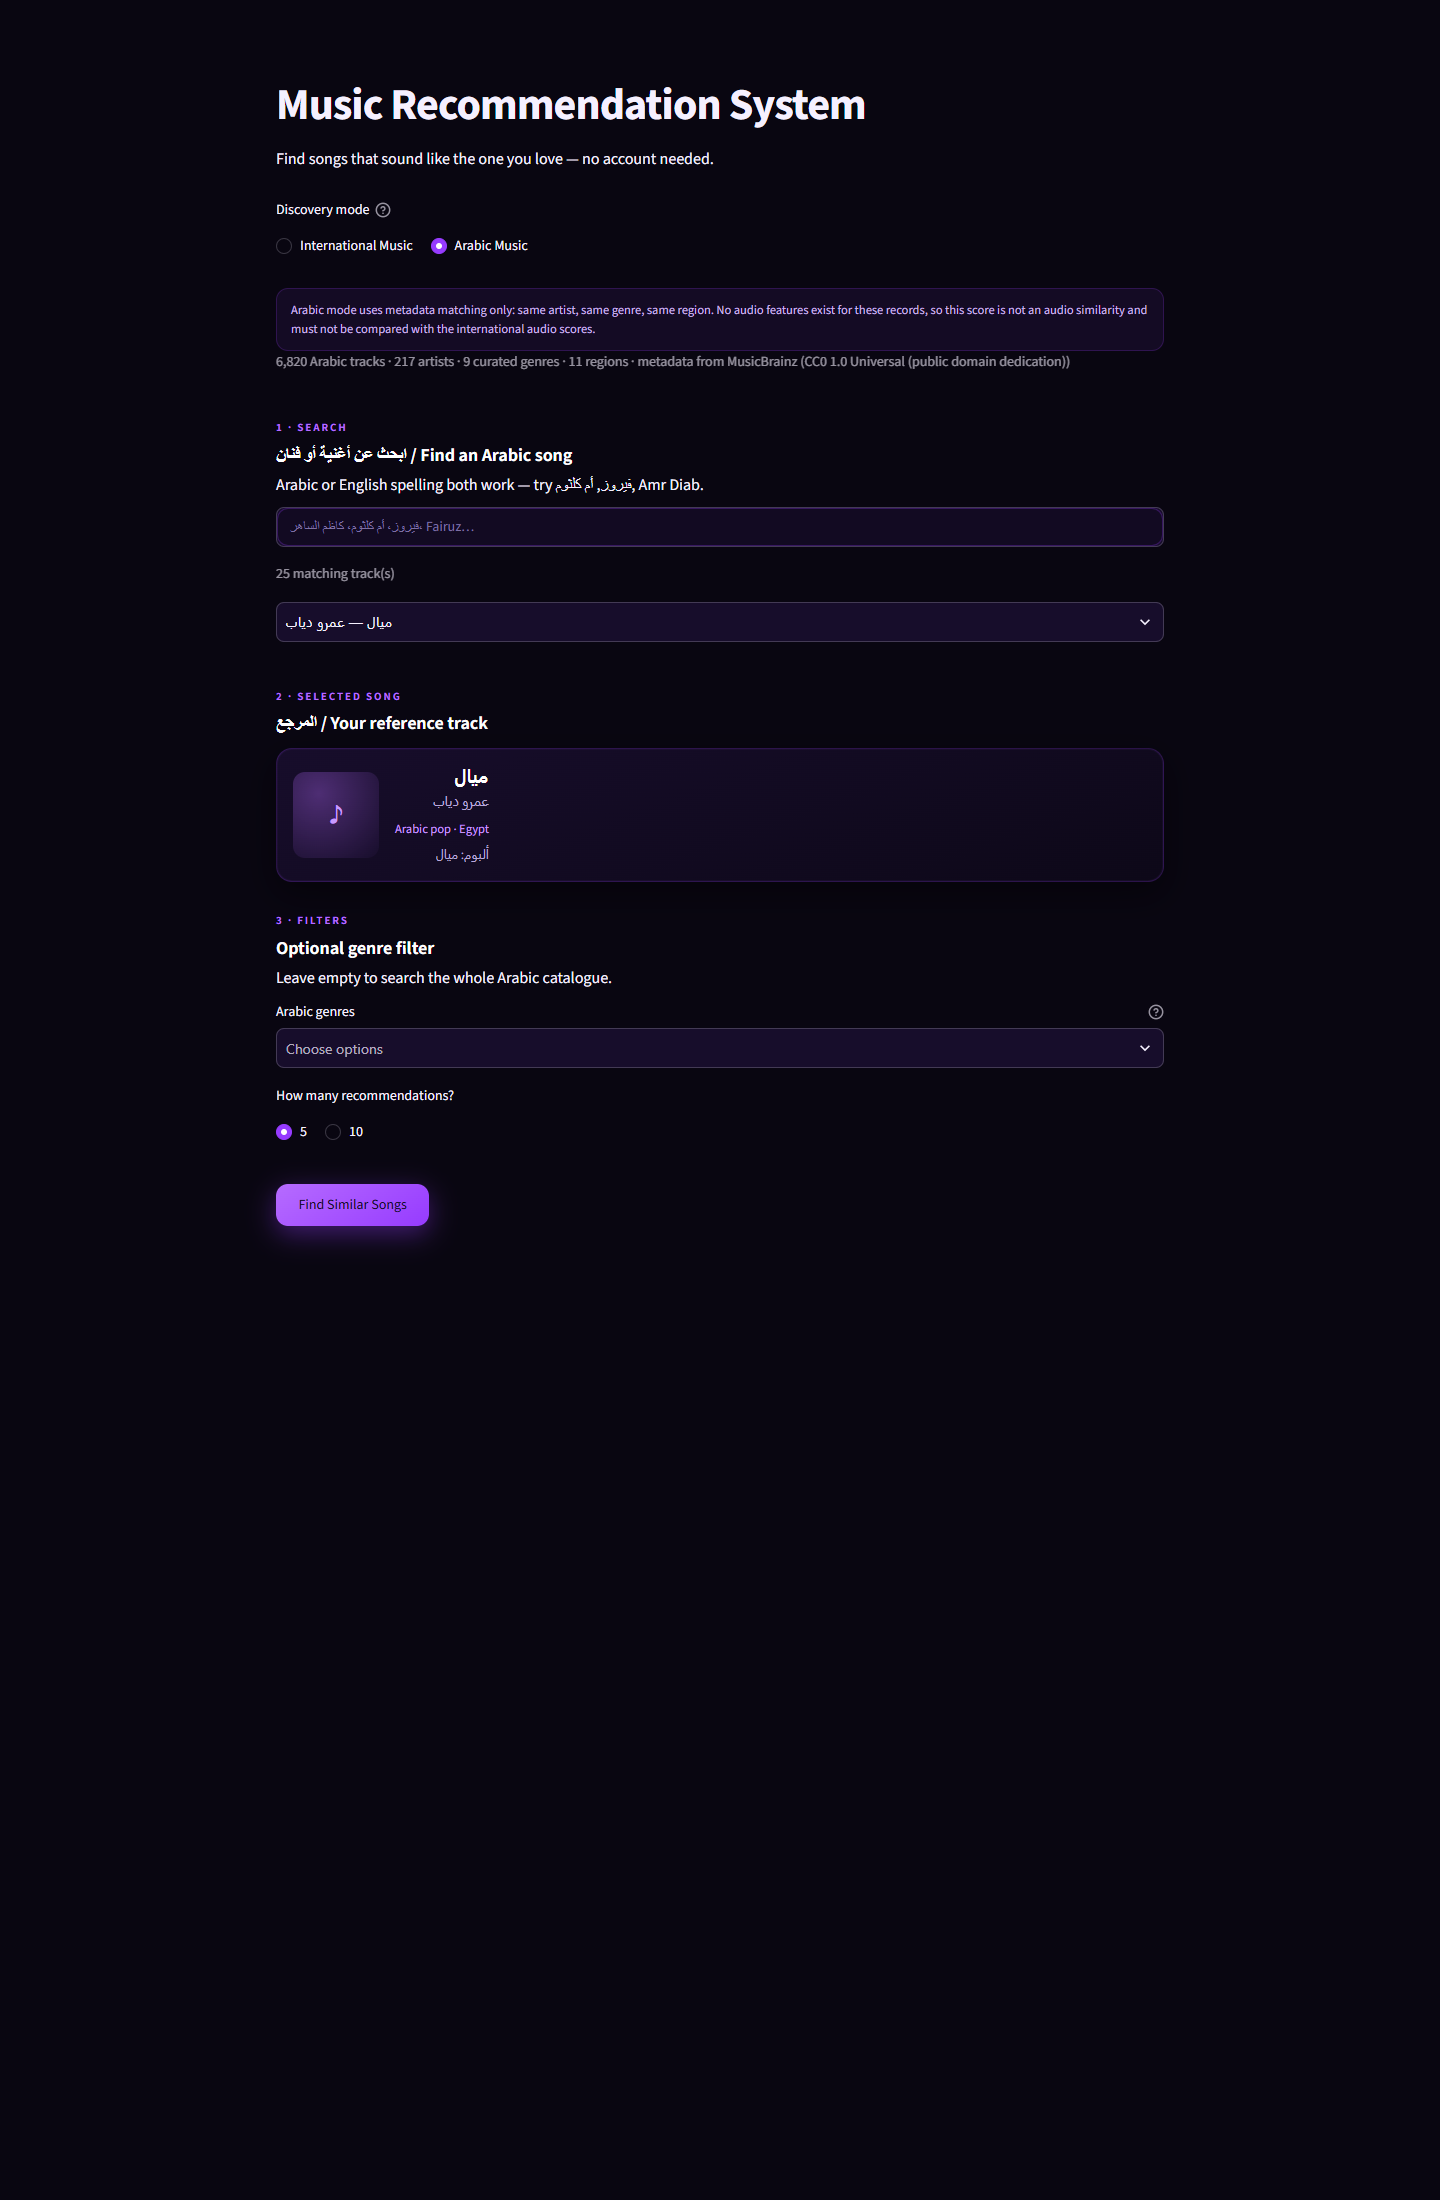 Music Recommendation System
Find songs that sound like the one you love — no account needed.
Discovery mode
International Music
Arabic Music
Arabic mode uses metadata matching only: same artist, same genre, same region. No audio features exist for these records, so this score is not an audio similarity and
must not be compared with the international audio scores.
6,820 Arabic tracks · 217 artists · 9 curated genres · 11 regions · metadata from MusicBrainz (CC0 1.0 Universal (public domain dedication))
1 · SEARCH
ابحث عن أغنية أو فنان / Find an Arabic song
Arabic or English spelling both work — try فيروز, أم كلثوم, Amr Diab.
فيروز، أم كلثوم، كاظم الساهر، Fairuz…
25 matching track(s)
ميال — عمرو دياب
2 · SELECTED SONG
المرجع / Your reference track
♪
ميال
عمرو دياب
Arabic pop · Egypt
ألبوم: ميال
3 · FILTERS
Optional genre filter
Leave empty to search the whole Arabic catalogue.
Arabic genres
Choose options
How many recommendations?
5
10
Find Similar Songs